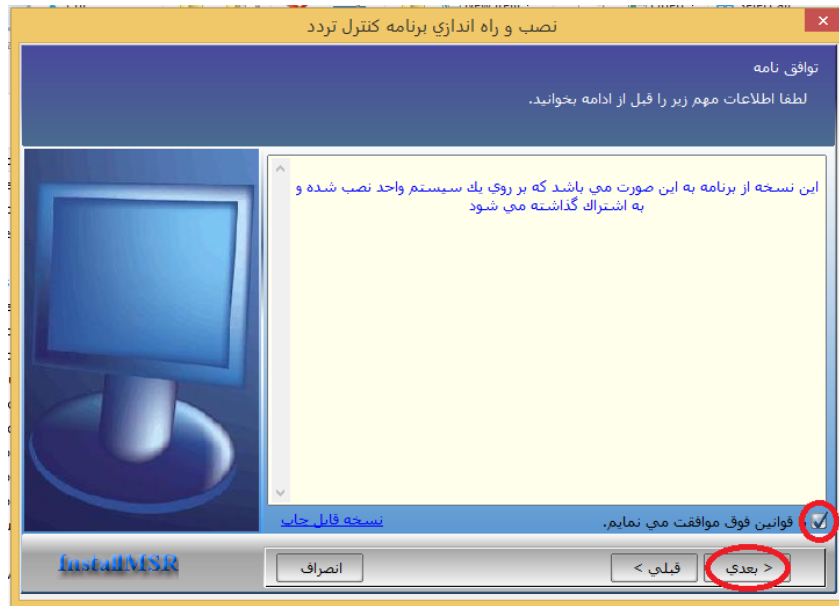 نصب و راه اندازي برنامه كنترل تردد
توافق نامه
لطفا اطلاعات مهم زیر را قبل از ادامه بخوانید.
اين نسخه از برنامه به اين صورت مي باشد كه بر روي يك سيستم واحد نصب شده و
به اشتراك گذاشته مي شود
قوانين فوق موافقت مي نمايم.
نسخه قابل چاپ
< بعدي
قبلي >
انصراف
InstallMSR